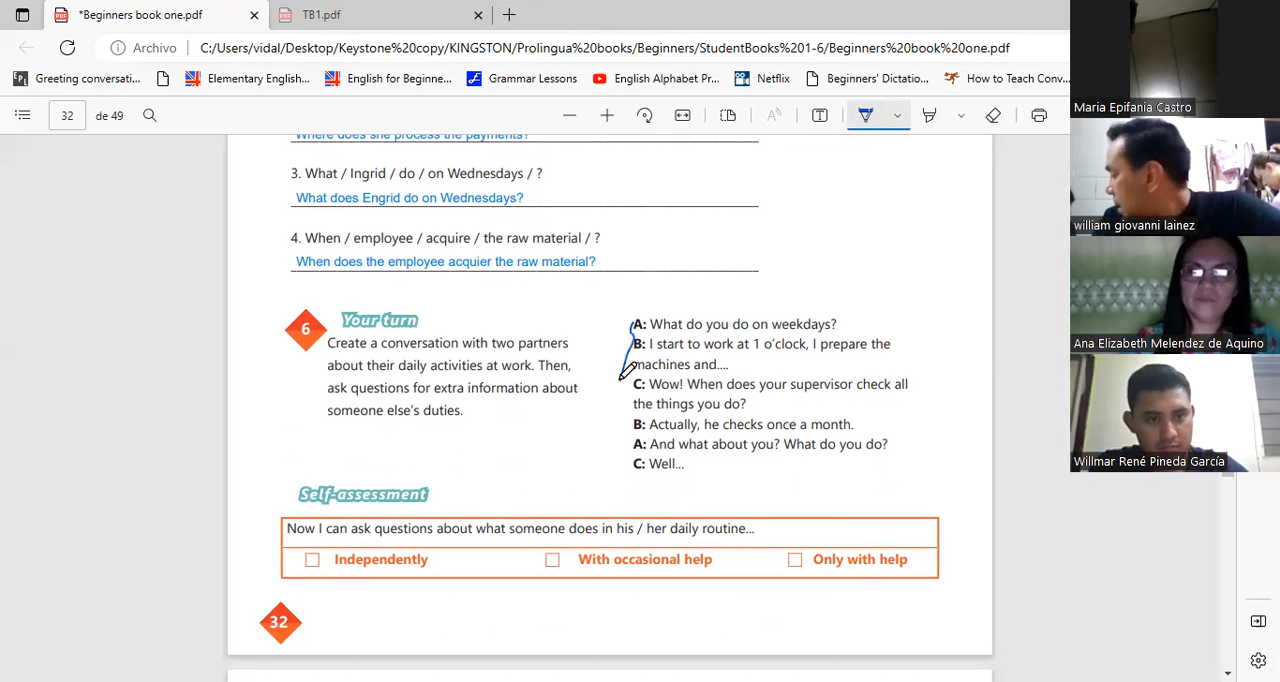 *Beginners book one.pdf
TB1.pdf
Archivo
C:/Users/vidal/Desktop/Keystone%20copy/KINGSTON/Prolingua%20books/Beginners/StudentBooks%201-6/Beginners%20book%20one.pdf
Greeting conversati...
Elementary English...
English for Beginne...
Grammar Lessons
English Alphabet Pr...
Netflix
Beginners' Dictatio...
How to Teach Conv...
32
de 49
Where does she process the payments?
3. What / Ingrid / do / on Wednesdays / ?
What does Engrid do on Wednesdays?
4. When / employee / acquire / the raw material / ?
When does the employee acquier the raw material?
6
Your turn
Create a conversation with two partners
about their daily activities at work. Then,
ask questions for extra information about
someone else's duties.
A: What do you do on weekdays?
B: I start to work at 1 o'clock, I prepare the
machines and....
C: Wow! When does your supervisor check all
the things you do?
B: Actually, he checks once a month.
A: And what about you? What do you do?
C: Well...
Self-assessment
Now I can ask questions about what someone does in his / her daily routine...
Independently
With occasional help
Only with help
32
Maria Epifania Castro
william giovanni lainez
Ana Elizabeth Melendez de Aquino
Willmar René Pineda García